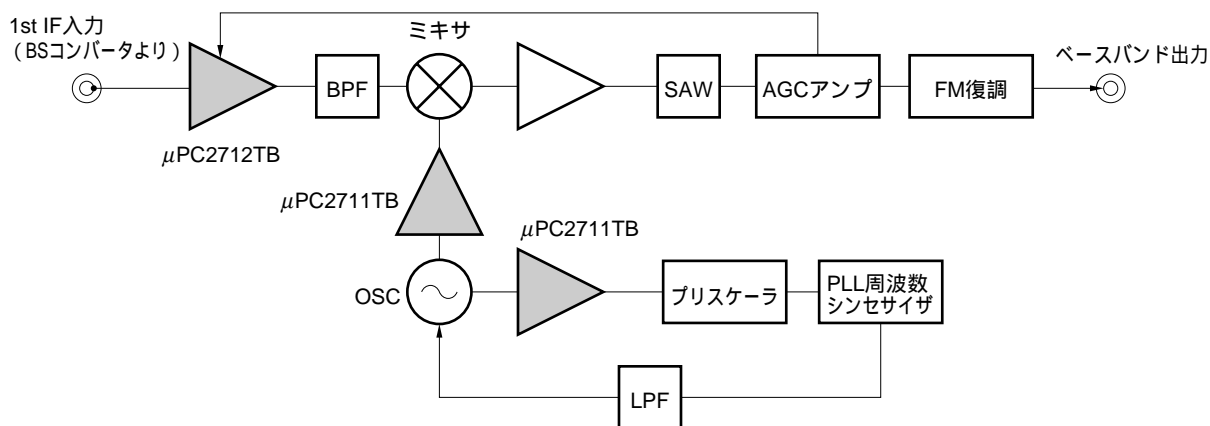 1st IF入力
(BSコンバータより)
ミキサ
ベースバンド出力
BPF
SAW
AGCアンプ
FM復調
μPC2712TB
μPC2711TB
μPC2711TB
OSC
プリスケーラ
PLL周波数
シンセサイザ
LPF